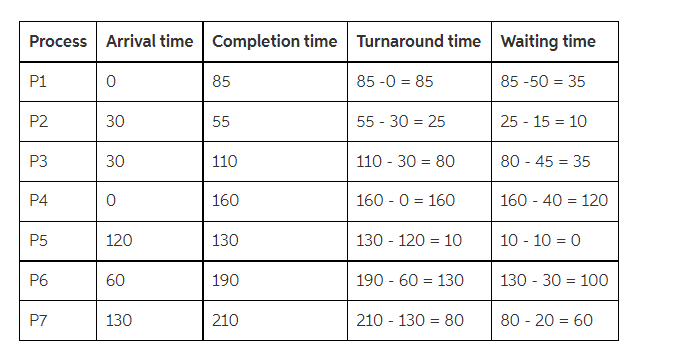 Process Arrival time Completion time Turnaround time Waiting time
P1 0 85 85 -0 = 85 85 -50 = 35
P2 30 55 55 - 30 = 25 25 - 15 = 10
P3 30 110 110 - 30 = 80 80 - 45 = 35
P4 0 160 160 - 0 = 160 160 - 40 = 120
P5 120 130 130 - 120 = 10 10 - 10 = 0
P6 60 190 190 - 60 = 130 130 - 30 = 100
P7 130 210 210 - 130 = 80 80 - 20 = 60